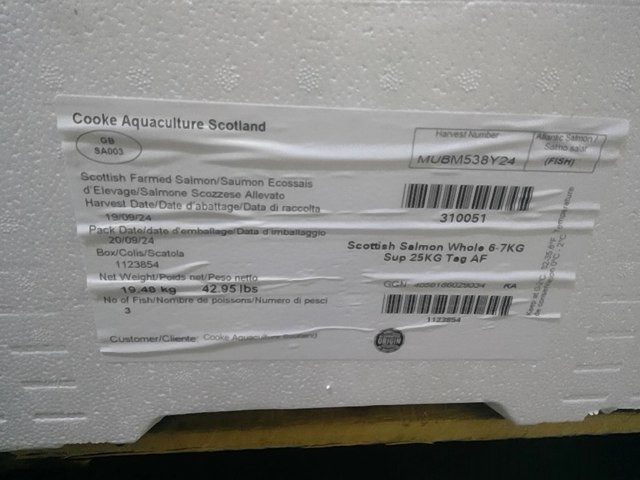 Cooke Aquaculture Scotland
GB
SA003
Harvest Number
MUBM538Y24
Atlantic Salmon /
Salmo salar
(FISH)
Scottish Farmed Salmon/Saumon Ecossais
d'Elevage/Salmone Scozzese Allevato
Harvest Date/Date d'abattage/Data di raccolta
19/09/24
310051
Pack Date/date d'emballage/Data d'imballaggio
20/09/24
Box/Colis/Scatola
1123854
Scottish Salmon Whole 6-7KG
Sup 25KG Tag AF
Net Weight/Poids net/Peso netto
19.48 kg 42.95 lbs
GGN RA
No of Fish/Nombre de poissons/Numero di pesci
3
1123854
Customer/Cliente: Cooke Aquaculture Scotland
ORIGIN